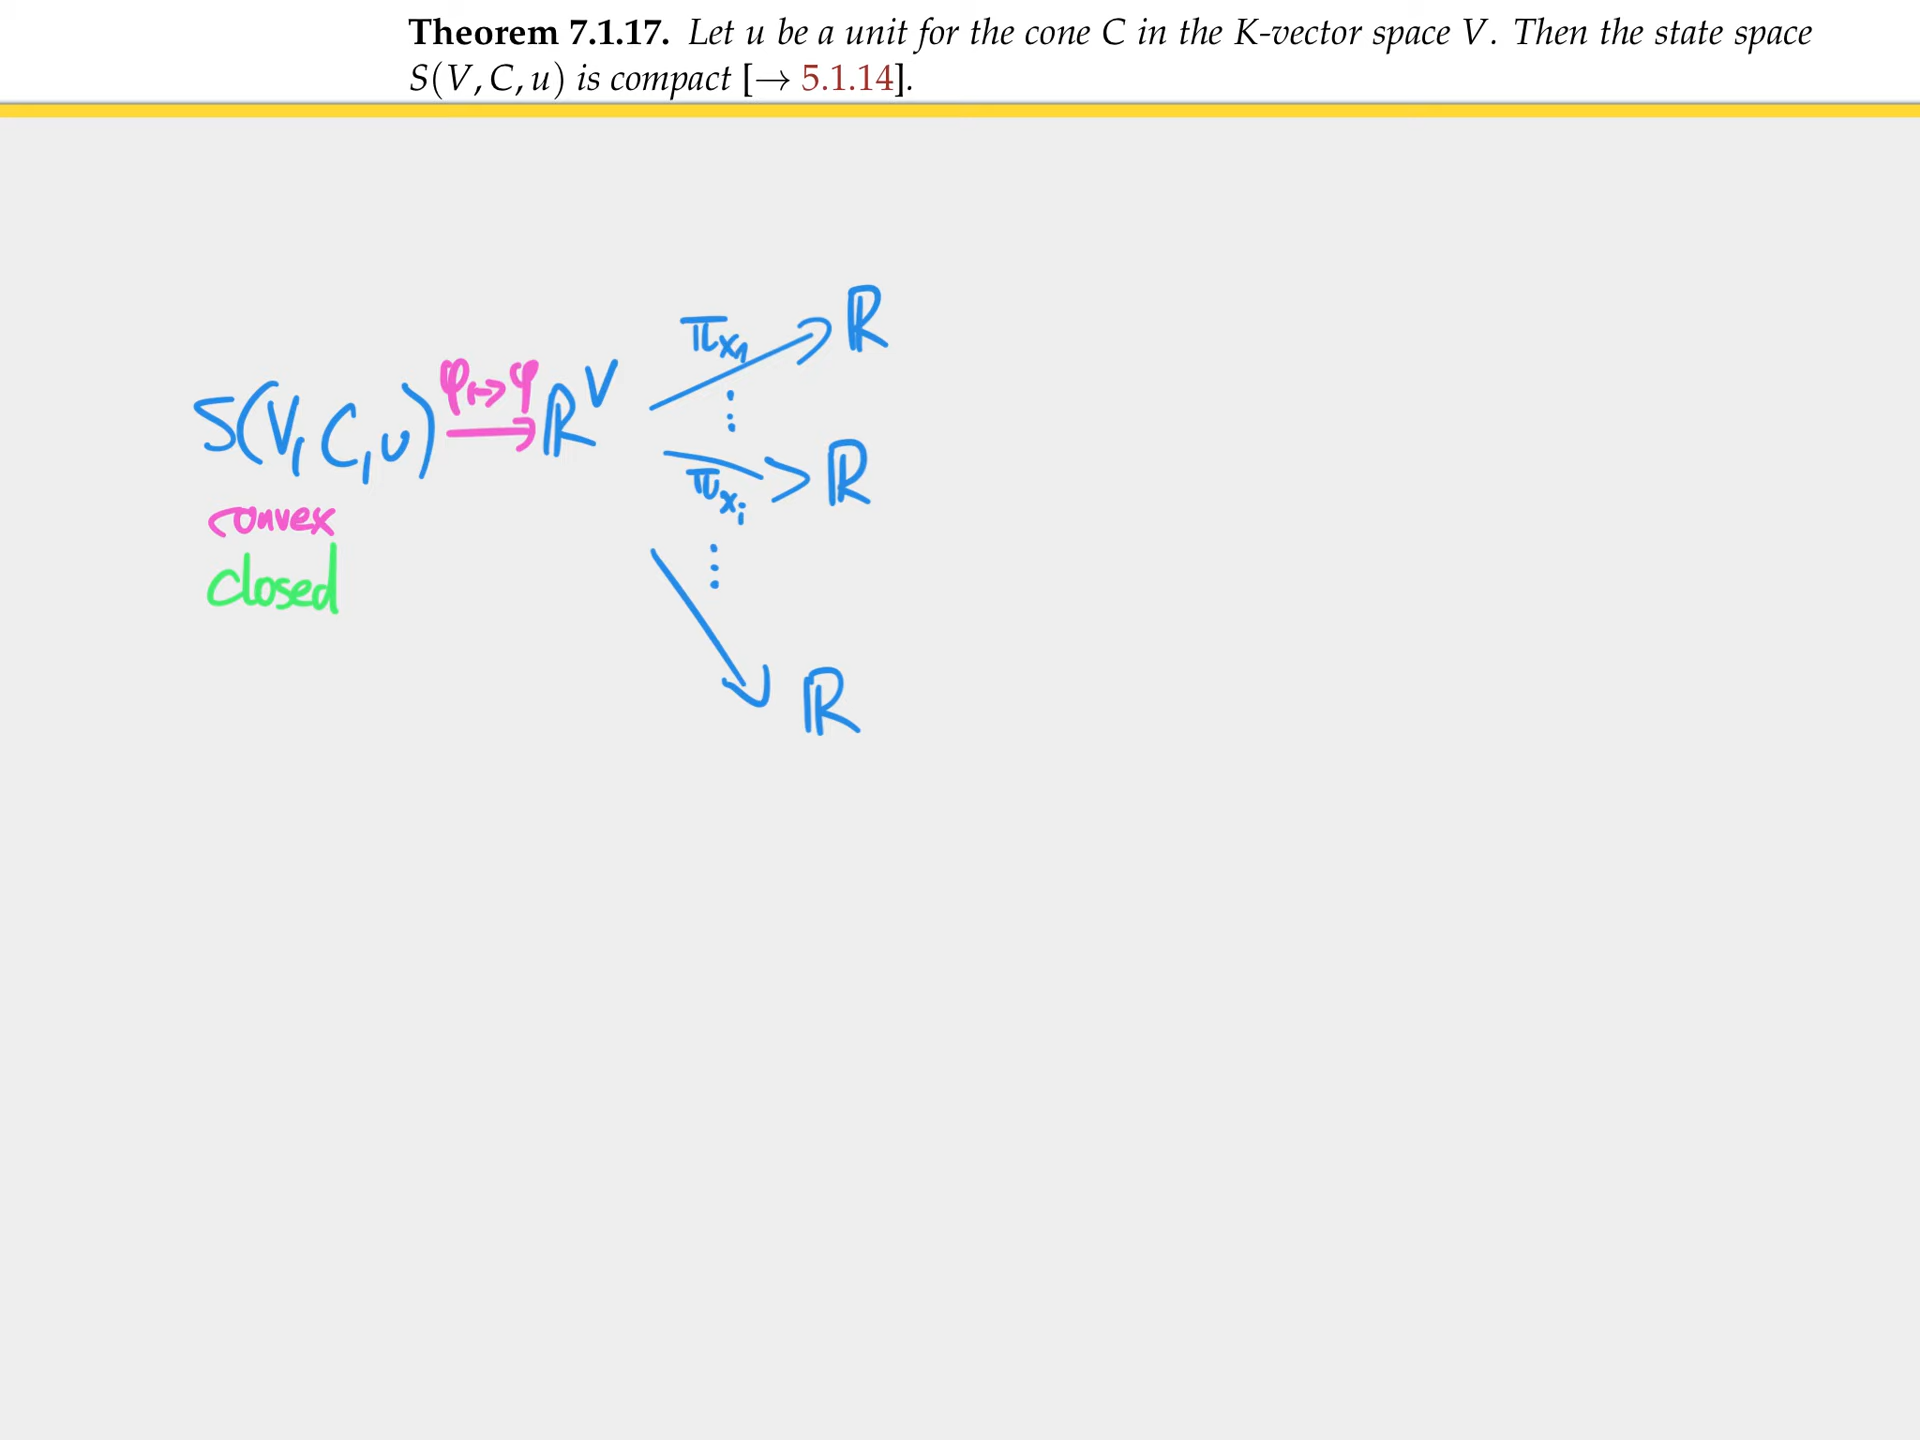 Theorem 7.1.17. Let u be a unit for the cone C in the K-vector space V. Then the state space
S(V, C, u) is compact [→ 5.1.14].
π_{x_1} ℝ
⋮
S(V, C, u) φ ↦ φ → ℝ^V
π_{x_i} ℝ
convex
closed
⋮
ℝ